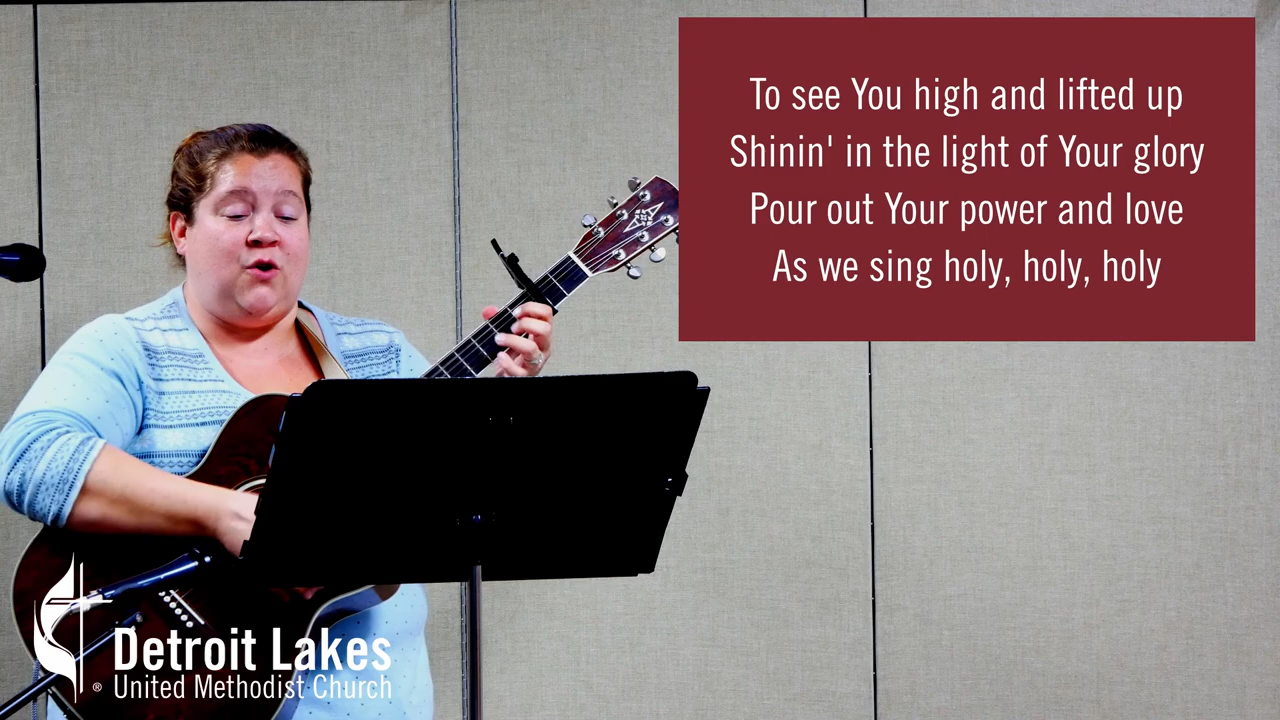 To see You high and lifted up
Shinin' in the light of Your glory
Pour out Your power and love
As we sing holy, holy, holy
Detroit Lakes
® United Methodist Church